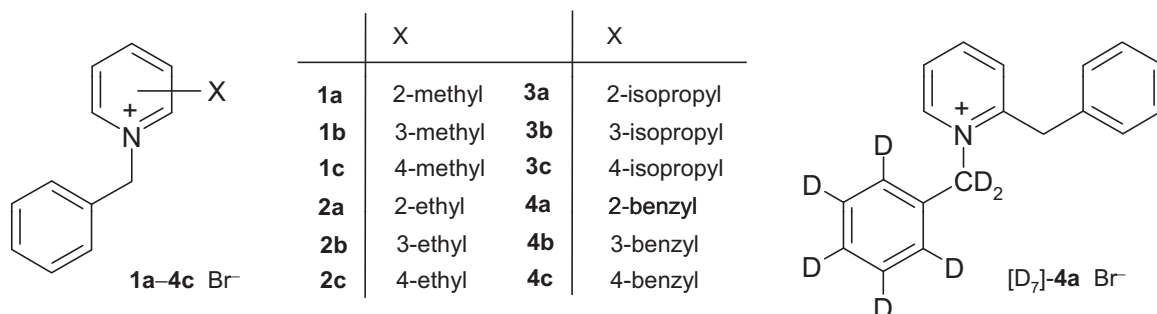 X
+
N
1a–4c Br⁻
X X
1a 2-methyl 3a 2-isopropyl
1b 3-methyl 3b 3-isopropyl
1c 4-methyl 3c 4-isopropyl
2a 2-ethyl 4a 2-benzyl
2b 3-ethyl 4b 3-benzyl
2c 4-ethyl 4c 4-benzyl
+
N
D
D CD₂
D D
D
[D₇]-4a Br⁻